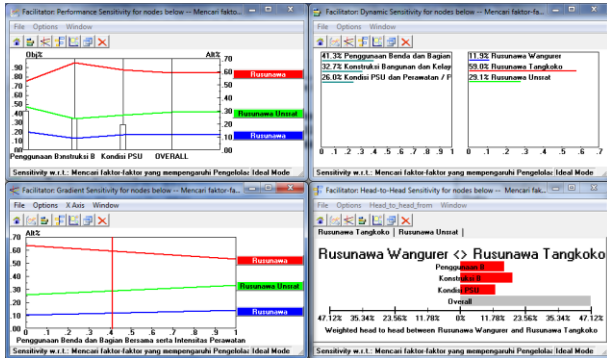 Facilitator: Performance Sensitivity for nodes below -- Mencari fakto...
File Options Window
Obj% Alt%
.90
.80
.70
.60
.50
.40
.30
.20
.10
.00
70
60
50
40
30
20
10
00
Rusunawa
Rusunawa Unsrat
Rusunawa
Penggunaan B Konstruksi B Kondisi PSU OVERALL
Sensitivity w.r.t.: Mencari faktor-faktor yang mempengaruhi Pengelola: Ideal Mode
Facilitator: Dynamic Sensitivity for nodes below -- Mencari faktor-fa...
File Options Window
41.3% Penggunaan Benda dan Bagian
32.7% Konstruksi Bangunan dan Kelay
26.0% Kondisi PSU dan Perawatan / P
11.9% Rusunawa Wangurer
59.0% Rusunawa Tangkoko
29.1% Rusunawa Unsrat
0 .1 .2 .3 .4 .5 .6 .7 .8 .9 1
0 .1 .2 .3 .4 .5 .6 .7
Sensitivity w.r.t.: Mencari faktor-faktor yang mempengaruhi Pengelola: Ideal Mode
Facilitator: Gradient Sensitivity for nodes below -- Mencari faktor-fa...
File Options X Axis Window
Alt%
70
60
50
40
30
20
10
.00
Rusunawa
Rusunawa Unsrat
Rusunawa
0 .1 .2 .3 .4 .5 .6 .7 .8 .9 1
Penggunaan Benda dan Bagian Bersama serta Intensitas Perawatan
Sensitivity w.r.t.: Mencari faktor-faktor yang mempengaruhi Pengelola: Ideal Mode
Facilitator: Head-to-Head Sensitivity for nodes below -- Mencari fak...
File Options Head_to_head_from Window
Rusunawa Tangkoko | Rusunawa Unsrat |
Rusunawa Wangurer <> Rusunawa Tangkoko
Penggunaan B
Konstruksi B
Kondisi PSU
Overall
47.12% 35.34% 23.56% 11.78% 0% 11.78% 23.56% 35.34% 47.12%
Weighted head to head between Rusunawa Wangurer and Rusunawa Tangkoko
Sensitivity w.r.t.: Mencari faktor-faktor yang mempengaruhi Pengelola: Ideal Mode